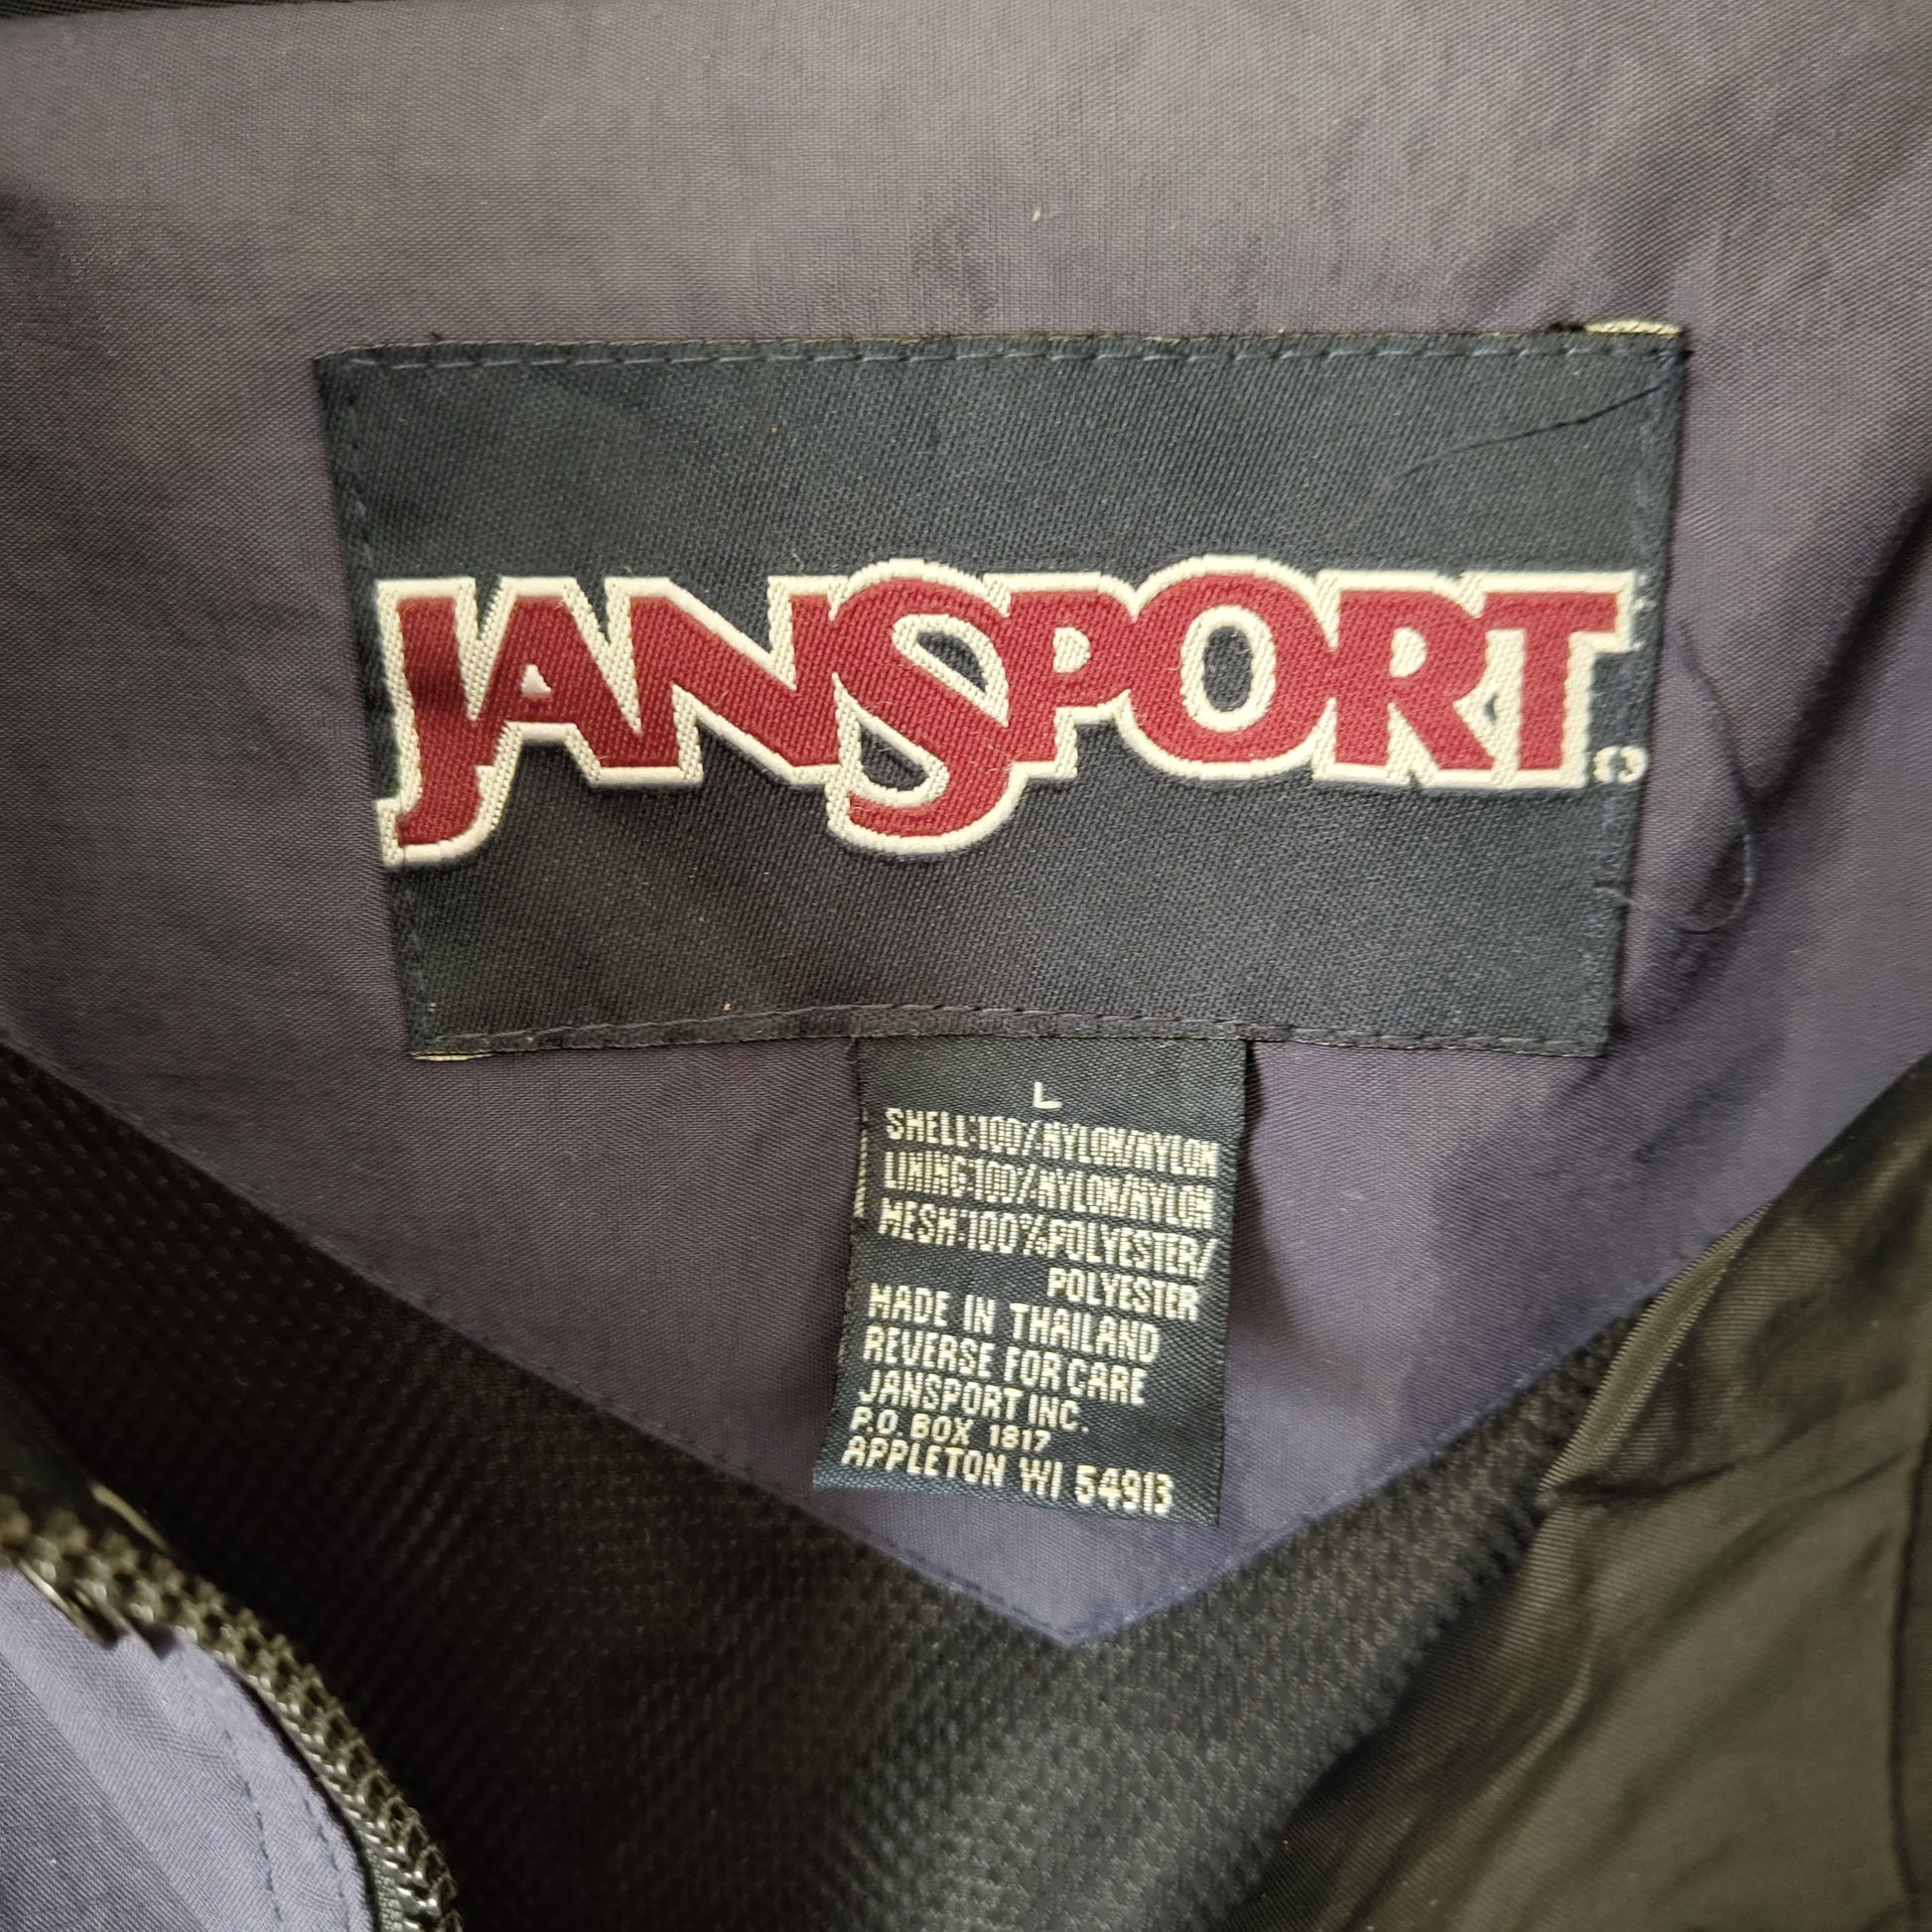 JANSPORT
L
SHELL:100% NYLON/NYLON
LINING:100% NYLON/NYLON
MESH:100%POLYESTER/
POLYESTER
MADE IN THAILAND
REVERSE FOR CARE
JANSPORT INC.
P.O. BOX 1817
APPLETON WI 54913